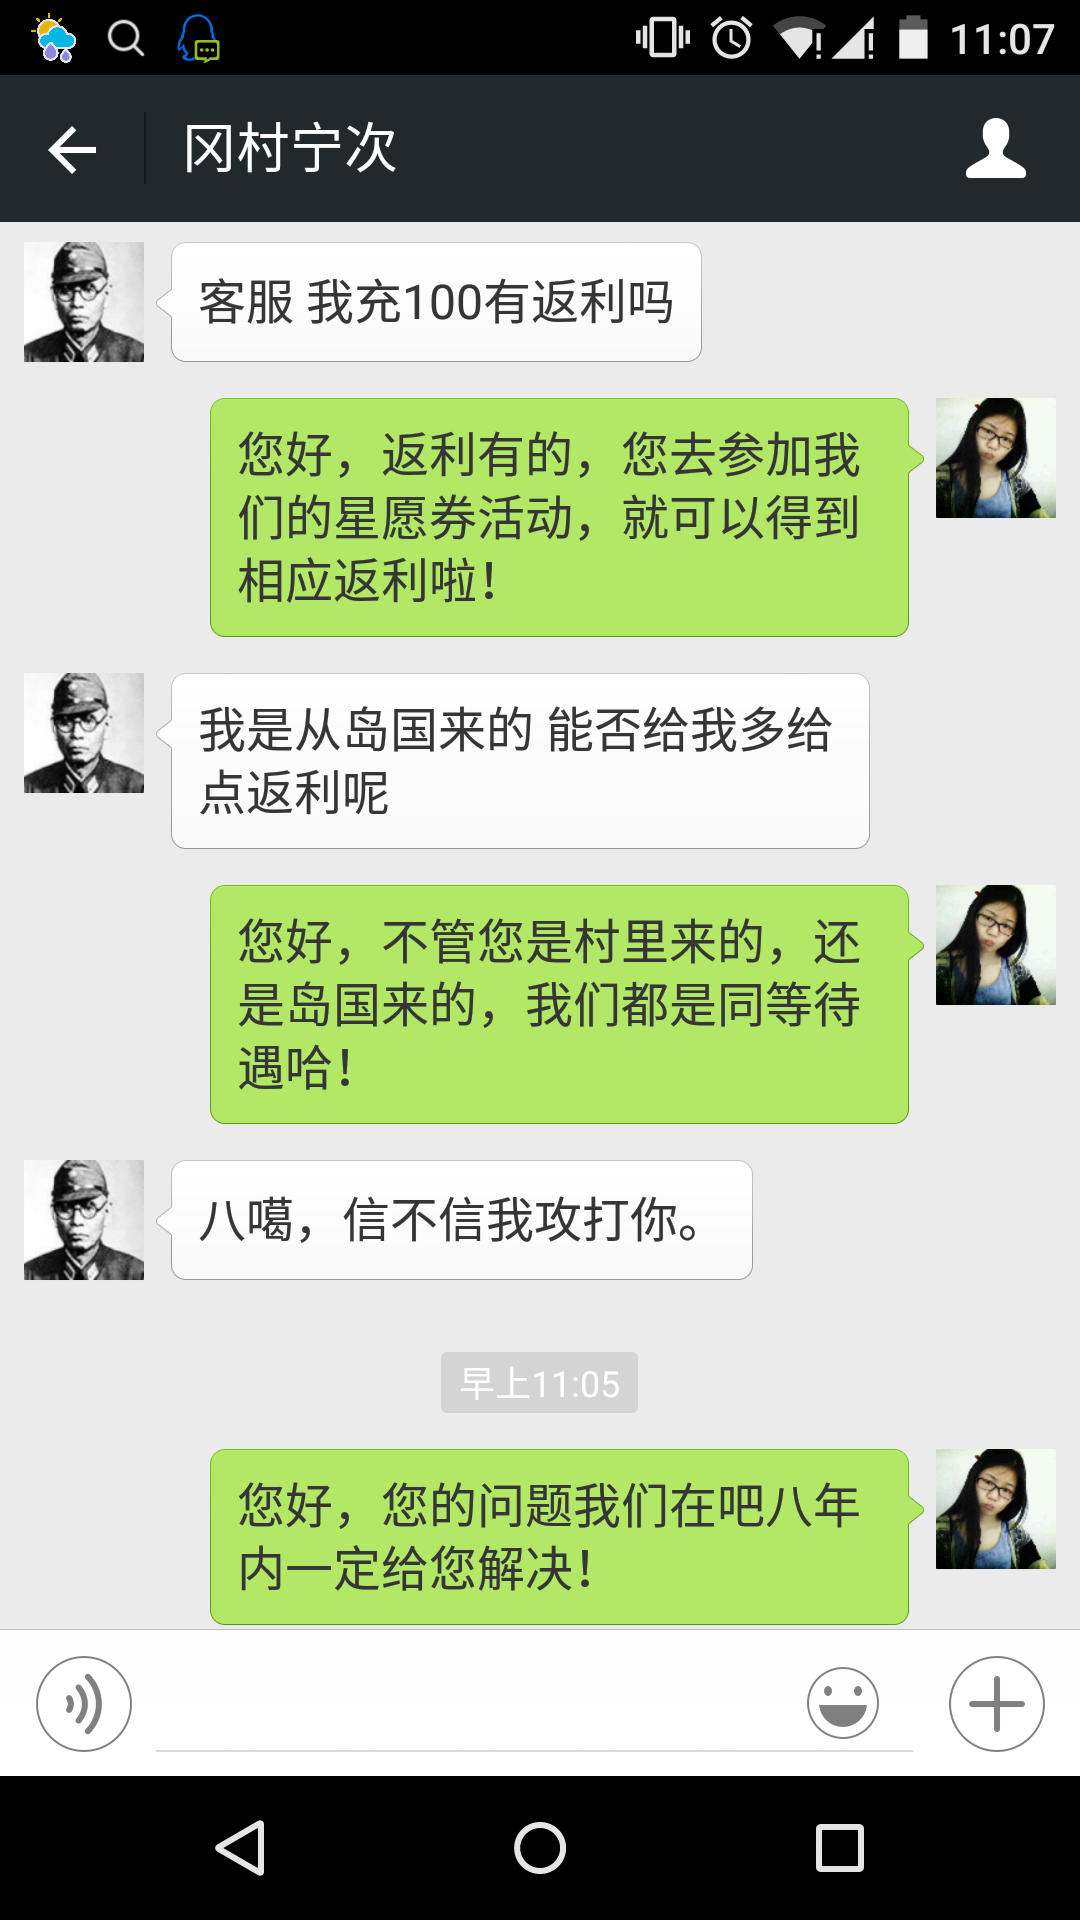 11:07
冈村宁次
客服 我充100有返利吗
您好，返利有的，您去参加我
们的星愿券活动，就可以得到
相应返利啦！
我是从岛国来的 能否给我多给
点返利呢
您好，不管您是村里来的，还
是岛国来的，我们都是同等待
遇哈！
八噶，信不信我攻打你。
早上11:05
您好，您的问题我们在吧八年
内一定给您解决！